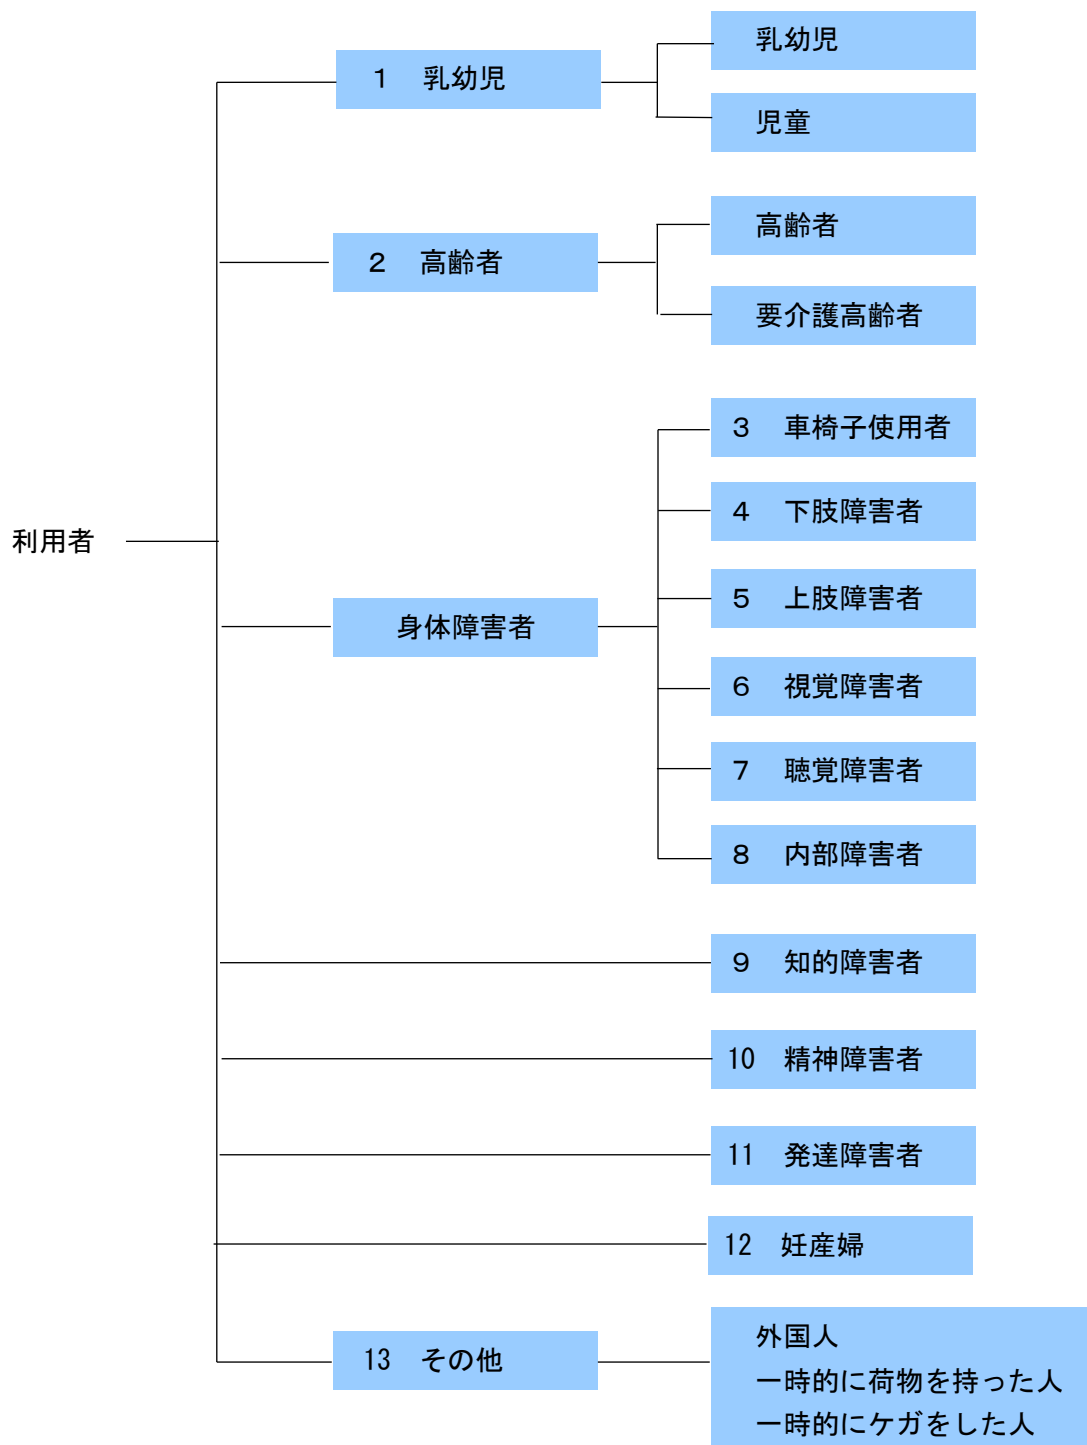 利用者
１　乳幼児
乳幼児
児童
２　高齢者
高齢者
要介護高齢者
身体障害者
３　車椅子使用者
４　下肢障害者
５　上肢障害者
６　視覚障害者
７　聴覚障害者
８　内部障害者
９　知的障害者
10　精神障害者
11　発達障害者
12　妊産婦
13　その他
外国人
一時的に荷物を持った人
一時的にケガをした人